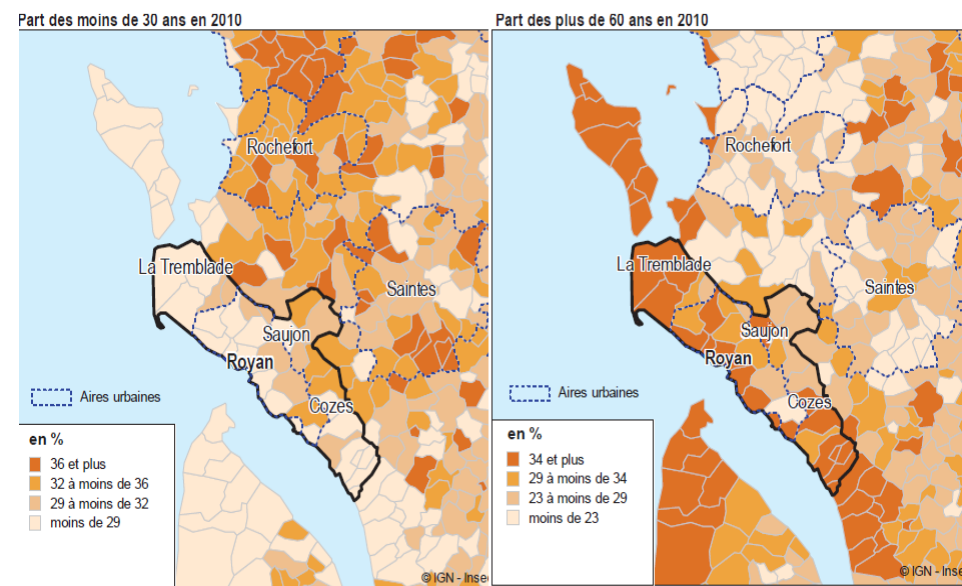 Part des moins de 30 ans en 2010
Rochefort
La Tremblade
Saintes
Saujon
Royan
Cozes
Aires urbaines
en %
36 et plus
32 à moins de 36
29 à moins de 32
moins de 29
© IGN - Insee
Part des plus de 60 ans en 2010
Rochefort
La Tremblade
Saintes
Saujon
Royan
Cozes
Aires urbaines
en %
34 et plus
29 à moins de 34
23 à moins de 29
moins de 23
© IGN - Inse